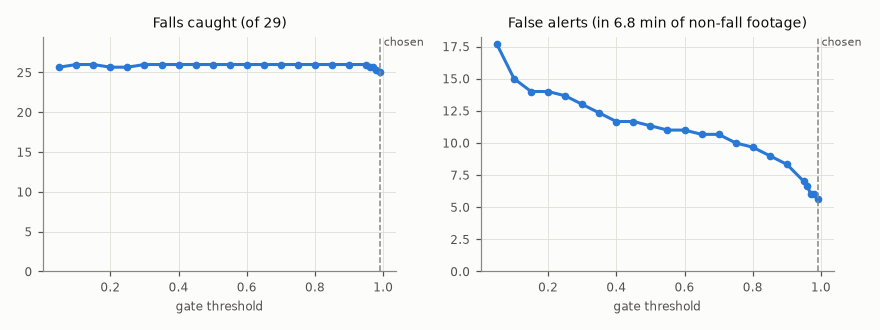 Falls caught (of 29)
chosen
25
20
15
10
5
0
0.2 0.4 0.6 0.8 1.0
gate threshold
False alerts (in 6.8 min of non-fall footage)
chosen
17.5
15.0
12.5
10.0
7.5
5.0
2.5
0.0
0.2 0.4 0.6 0.8 1.0
gate threshold